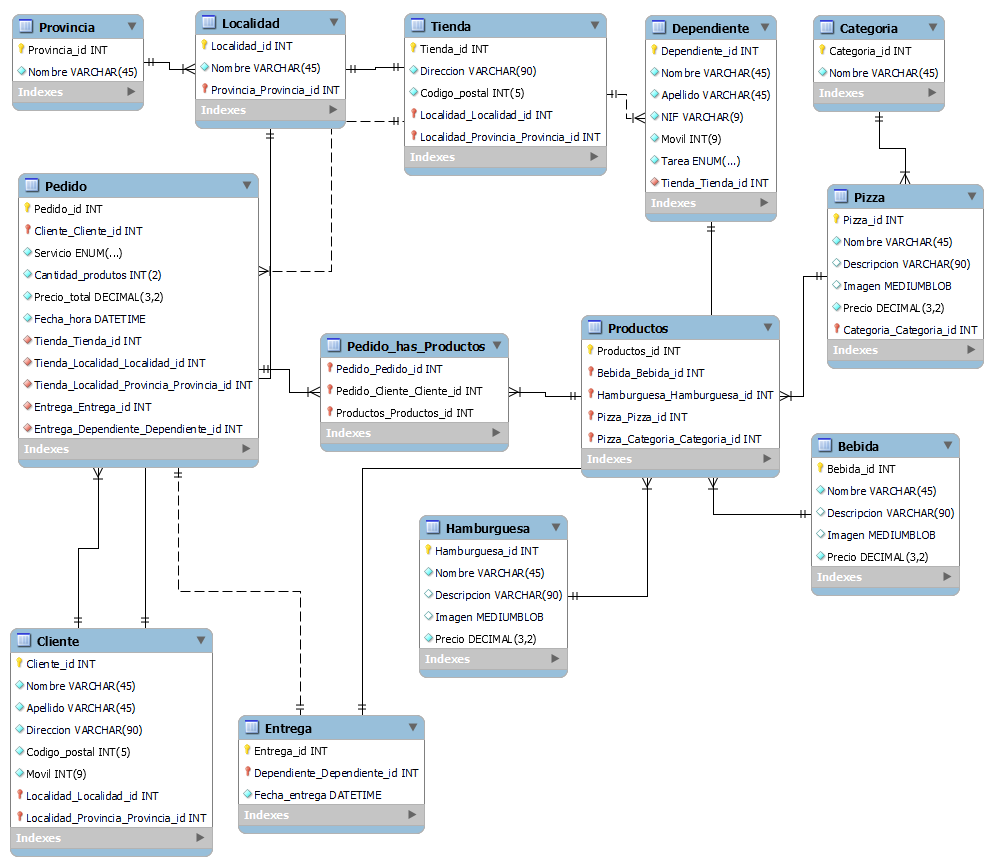 Provincia
Provincia_id INT
Nombre VARCHAR(45)
Indexes
Localidad
Localidad_id INT
Nombre VARCHAR(45)
Provincia_Provincia_id INT
Indexes
Tienda
Tienda_id INT
Direccion VARCHAR(90)
Codigo_postal INT(5)
Localidad_Localidad_id INT
Localidad_Provincia_Provincia_id INT
Indexes
Dependiente
Dependiente_id INT
Nombre VARCHAR(45)
Apellido VARCHAR(45)
NIF VARCHAR(9)
Movil INT(9)
Tarea ENUM(...)
Tienda_Tienda_id INT
Indexes
Categoria
Categoria_id INT
Nombre VARCHAR(45)
Indexes
Pedido
Pedido_id INT
Cliente_Cliente_id INT
Servicio ENUM(...)
Cantidad_produtos INT(2)
Precio_total DECIMAL(3,2)
Fecha_hora DATETIME
Tienda_Tienda_id INT
Tienda_Localidad_Localidad_id INT
Tienda_Localidad_Provincia_Provincia_id INT
Entrega_Entrega_id INT
Entrega_Dependiente_Dependiente_id INT
Indexes
Pizza
Pizza_id INT
Nombre VARCHAR(45)
Descripcion VARCHAR(90)
Imagen MEDIUMBLOB
Precio DECIMAL(3,2)
Categoria_Categoria_id INT
Indexes
Pedido_has_Productos
Pedido_Pedido_id INT
Pedido_Cliente_Cliente_id INT
Productos_Productos_id INT
Indexes
Productos
Productos_id INT
Bebida_Bebida_id INT
Hamburguesa_Hamburguesa_id INT
Pizza_Pizza_id INT
Pizza_Categoria_Categoria_id INT
Indexes
Bebida
Bebida_id INT
Nombre VARCHAR(45)
Descripcion VARCHAR(90)
Imagen MEDIUMBLOB
Precio DECIMAL(3,2)
Indexes
Hamburguesa
Hamburguesa_id INT
Nombre VARCHAR(45)
Descripcion VARCHAR(90)
Imagen MEDIUMBLOB
Precio DECIMAL(3,2)
Indexes
Cliente
Cliente_id INT
Nombre VARCHAR(45)
Apellido VARCHAR(45)
Direccion VARCHAR(90)
Codigo_postal INT(5)
Movil INT(9)
Localidad_Localidad_id INT
Localidad_Provincia_Provincia_id INT
Indexes
Entrega
Entrega_id INT
Dependiente_Dependiente_id INT
Fecha_entrega DATETIME
Indexes